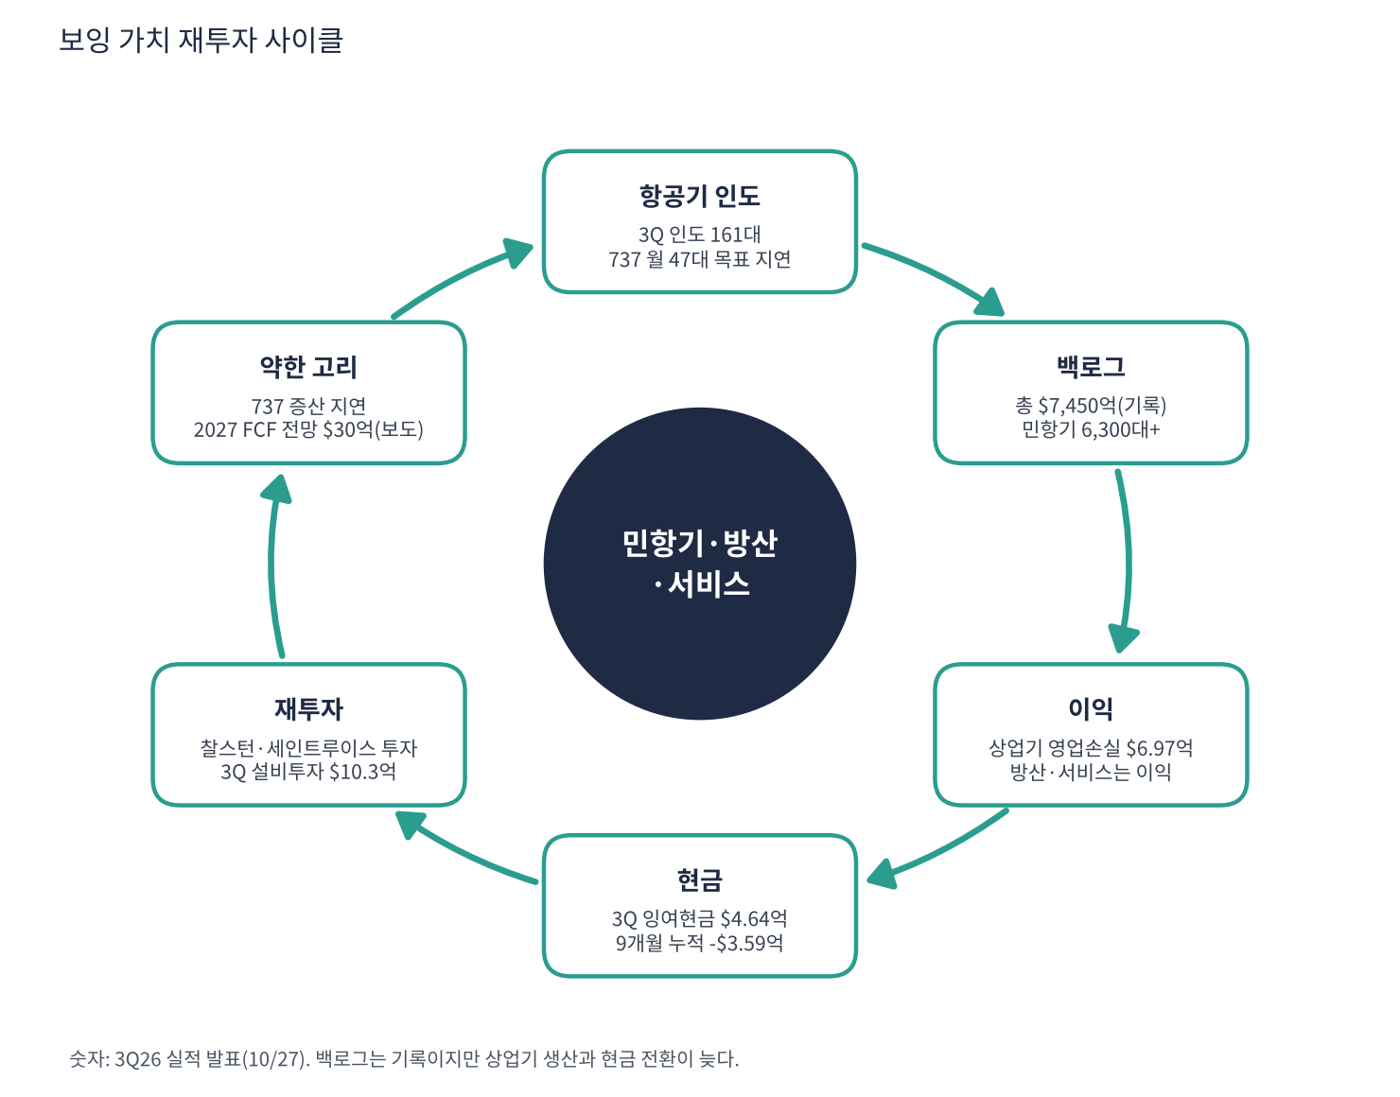 보잉 가치 재투자 사이클
항공기 인도
3Q 인도 161대
737 월 47대 목표 지연
백로그
총 $7,450억(기록)
민항기 6,300대+
이익
상업기 영업손실 $6.97억
방산·서비스는 이익
현금
3Q 잉여현금 $4.64억
9개월 누적 -$3.59억
재투자
찰스턴·세인트루이스 투자
3Q 설비투자 $10.3억
약한 고리
737 증산 지연
2027 FCF 전망 $30억(보도)
민항기·방산
·서비스
숫자: 3Q26 실적 발표(10/27). 백로그는 기록이지만 상업기 생산과 현금 전환이 늦다.